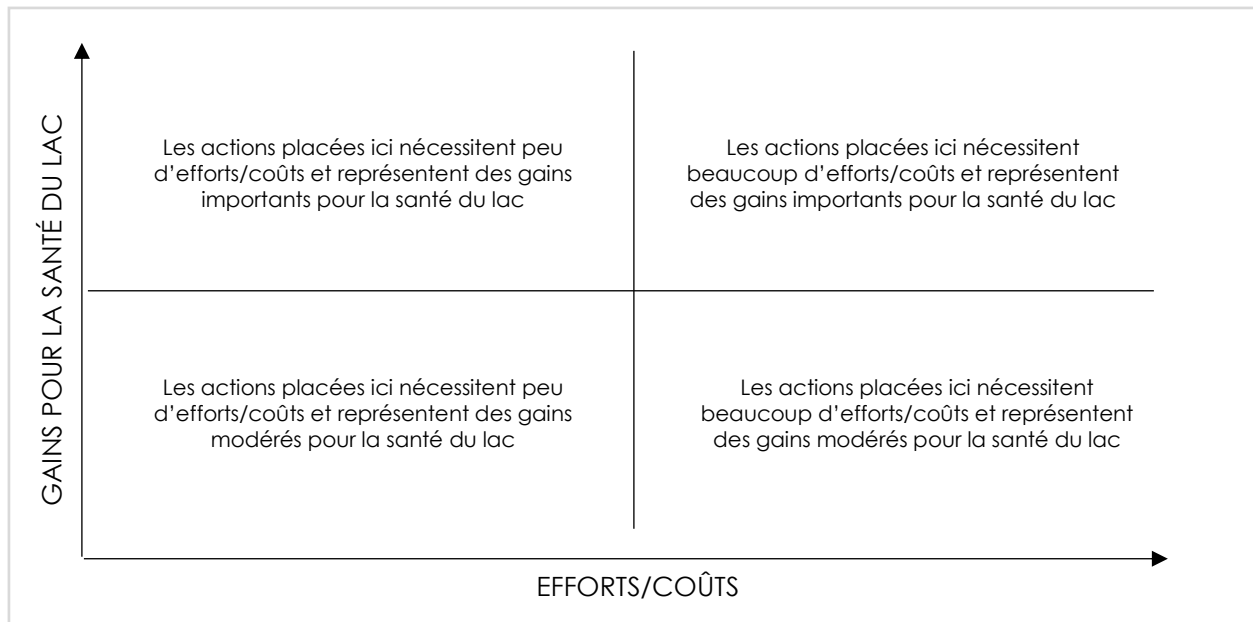 GAINS POUR LA SANTÉ DU LAC
Les actions placées ici nécessitent peu
d'efforts/coûts et représentent des gains
importants pour la santé du lac
Les actions placées ici nécessitent
beaucoup d'efforts/coûts et représentent
des gains importants pour la santé du lac
Les actions placées ici nécessitent peu
d'efforts/coûts et représentent des gains
modérés pour la santé du lac
Les actions placées ici nécessitent
beaucoup d'efforts/coûts et représentent
des gains modérés pour la santé du lac
EFFORTS/COÛTS